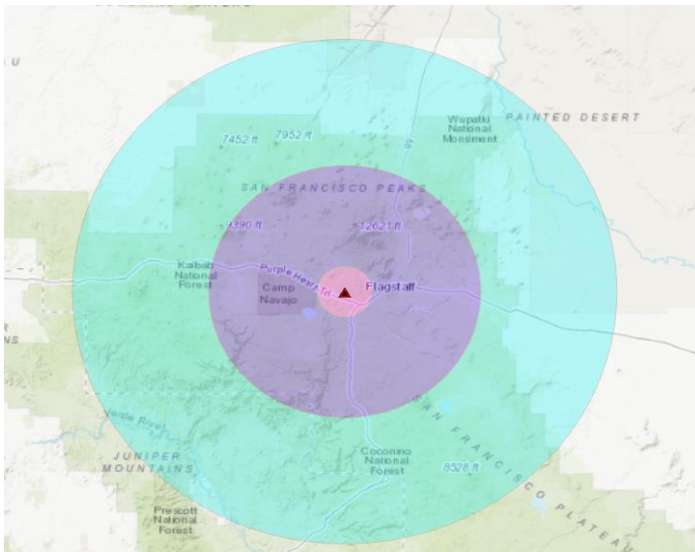 U
7452 ft
7952 ft
89
Wupatki
National
Monument
PAINTED DESERT
SAN FRANCISCO PEAKS
9390 ft
12621 ft
Kaibab
National
Forest
Purple Heart Trl
Camp
Navajo
Flagstaff
Verde River
JUNIPER
MOUNTAINS
Coconino
National
Forest
8528 ft
SAN FRANCISCO PLATEAU
Prescott
National
Forest